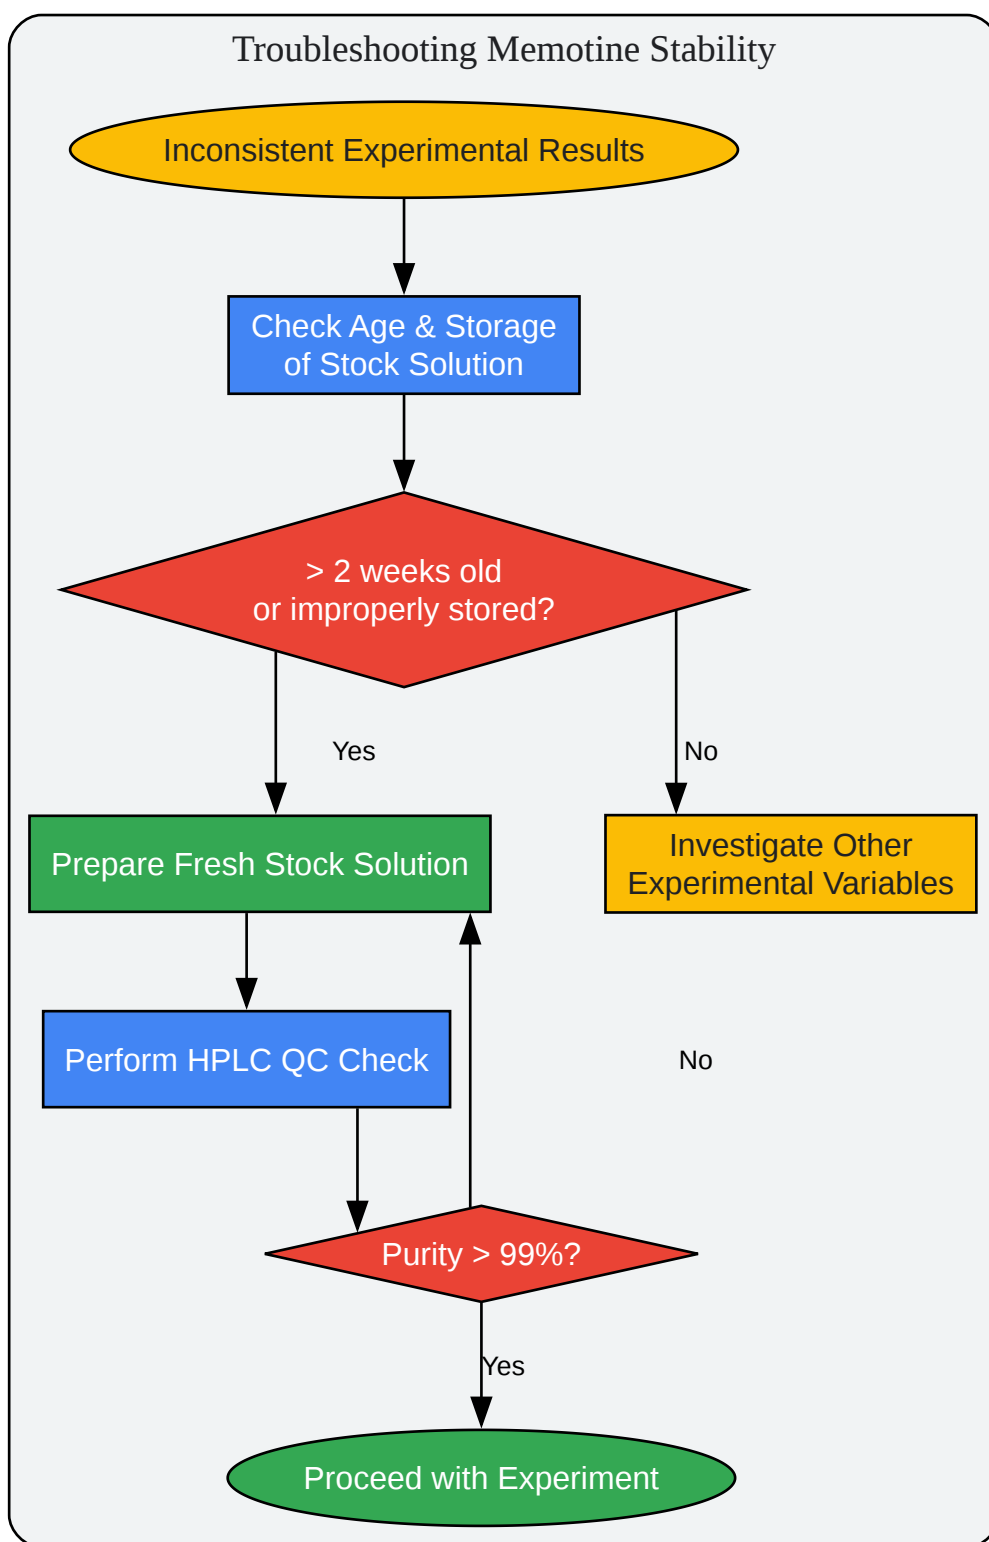 Troubleshooting Memotine Stability
Inconsistent Experimental Results
Check Age & Storage
of Stock Solution
> 2 weeks old
or improperly stored?
Yes
No
Prepare Fresh Stock Solution
Investigate Other
Experimental Variables
Perform HPLC QC Check
No
Purity > 99%?
Yes
Proceed with Experiment